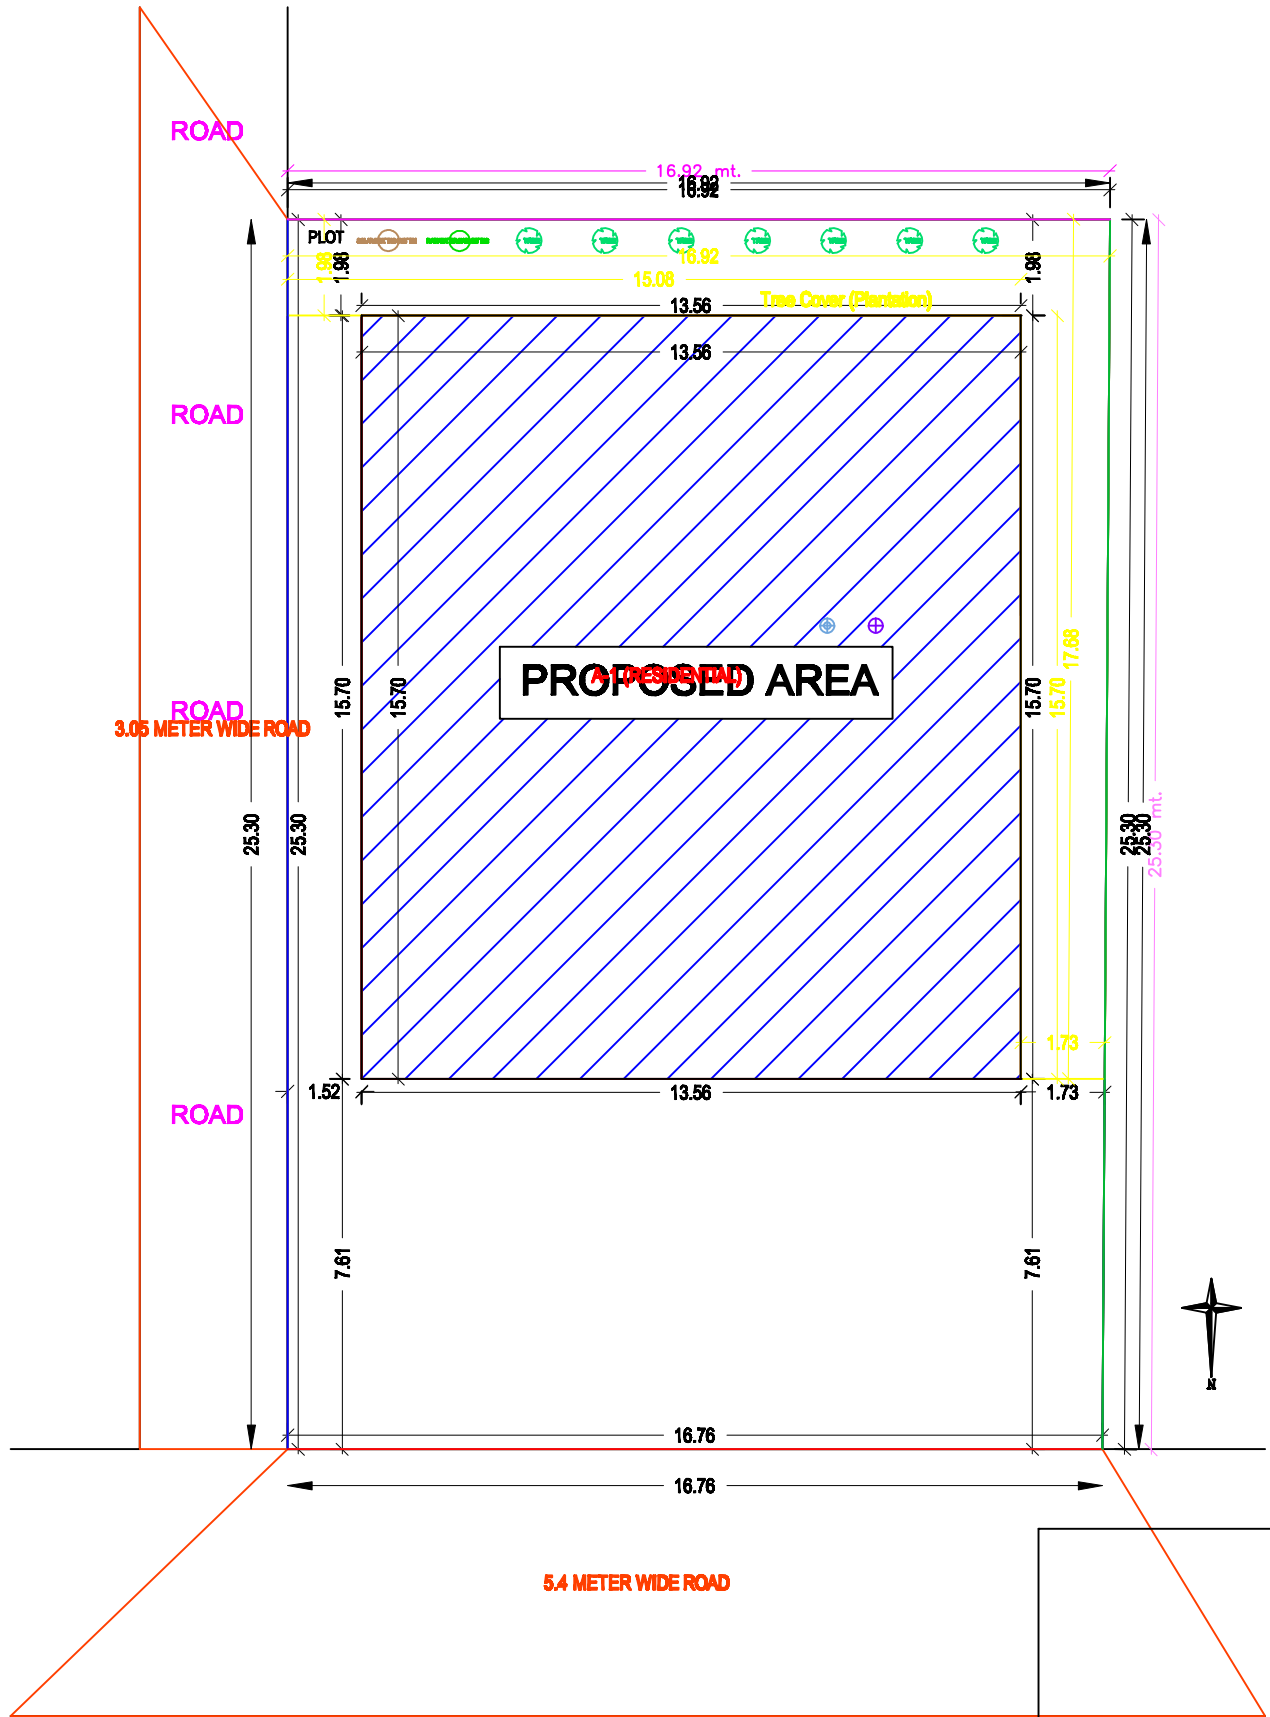 ROAD
16.92 mt.
16.92
16.92
PLOT
1.98
1.98
16.92
1.98
15.08
Tree Cover (Plantation)
13.56
13.56
ROAD
17.68
PROPOSED AREA
A-1 (RESIDENTIAL)
15.70
15.70
15.70
15.70
ROAD
3.05 METER WIDE ROAD
25.30
25.30
25.30
25.30
25.30 mt.
1.73
1.52
13.56
1.73
ROAD
7.61
7.61
N
16.76
16.76
5.4 METER WIDE ROAD